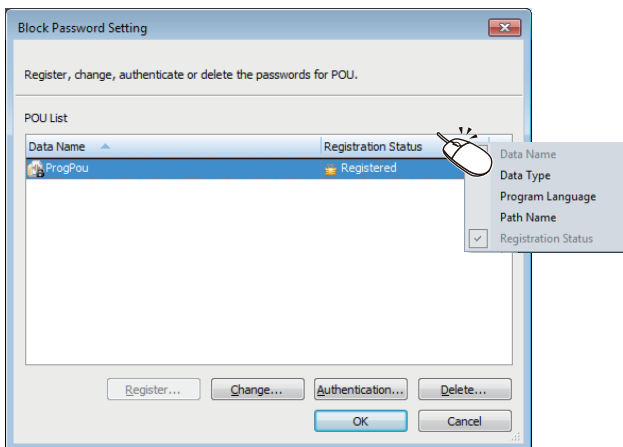 Block Password Setting
Register, change, authenticate or delete the passwords for POU.
POU List
Data Name Registration Status
ProgPou Registered
Data Name
Data Type
Program Language
Path Name
Registration Status
Register... Change... Authentication... Delete...
OK Cancel